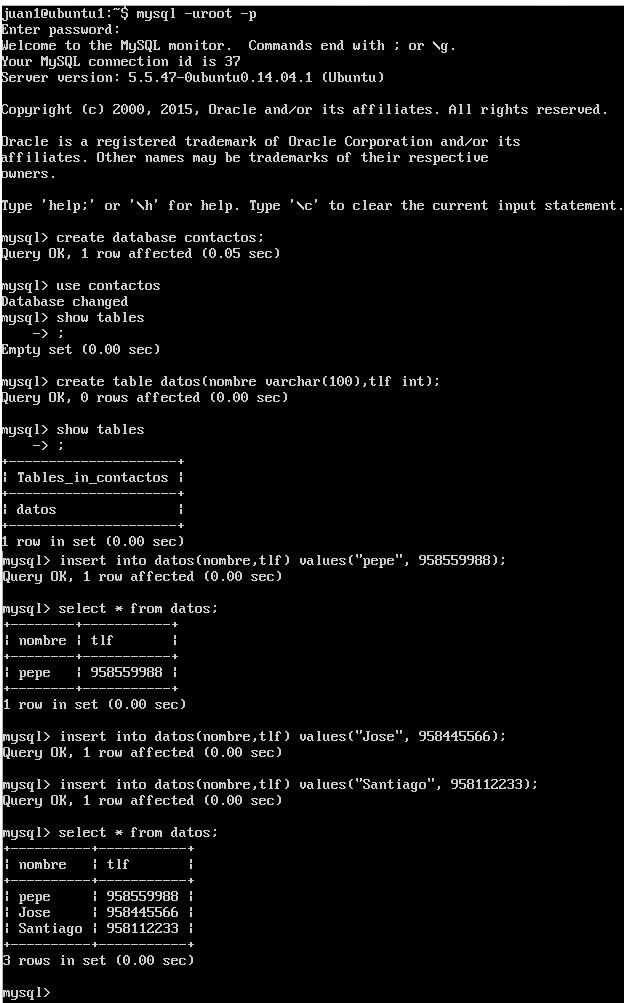 juan1@ubuntu1:~$ mysql -uroot -p
Enter password:
Welcome to the MySQL monitor.  Commands end with ; or \g.
Your MySQL connection id is 37
Server version: 5.5.47-0ubuntu0.14.04.1 (Ubuntu)

Copyright (c) 2000, 2015, Oracle and/or its affiliates. All rights reserved.

Oracle is a registered trademark of Oracle Corporation and/or its
affiliates. Other names may be trademarks of their respective
owners.

Type 'help;' or '\h' for help. Type '\c' to clear the current input statement.

mysql> create database contactos;
Query OK, 1 row affected (0.05 sec)

mysql> use contactos
Database changed
mysql> show tables
    -> ;
Empty set (0.00 sec)

mysql> create table datos(nombre varchar(100),tlf int);
Query OK, 0 rows affected (0.00 sec)

mysql> show tables
    -> ;
+---------------------+
| Tables_in_contactos |
+---------------------+
| datos               |
+---------------------+
1 row in set (0.00 sec)
mysql> insert into datos(nombre,tlf) values("pepe", 958559988);
Query OK, 1 row affected (0.00 sec)

mysql> select * from datos;
+--------+-----------+
| nombre | tlf       |
+--------+-----------+
| pepe   | 958559988 |
+--------+-----------+
1 row in set (0.00 sec)

mysql> insert into datos(nombre,tlf) values("Jose", 958445566);
Query OK, 1 row affected (0.00 sec)

mysql> insert into datos(nombre,tlf) values("Santiago", 958112233);
Query OK, 1 row affected (0.00 sec)

mysql> select * from datos;
+----------+-----------+
| nombre   | tlf       |
+----------+-----------+
| pepe     | 958559988 |
| Jose     | 958445566 |
| Santiago | 958112233 |
+----------+-----------+
3 rows in set (0.00 sec)

mysql>